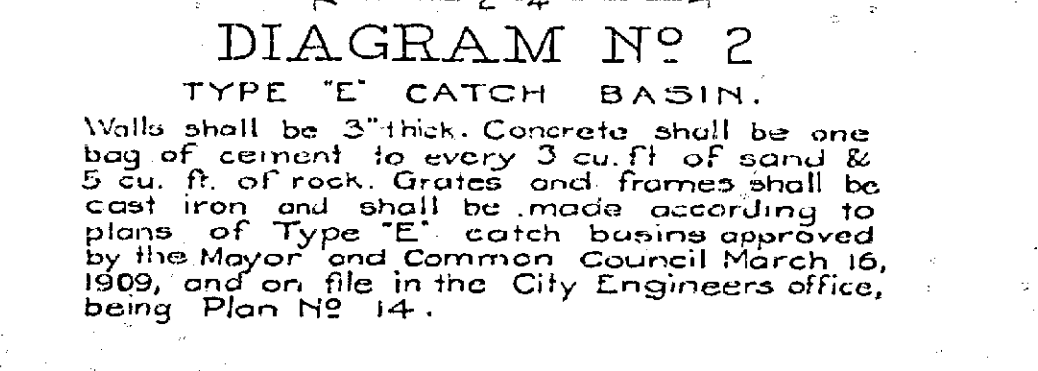 DIAGRAM Nº 2
TYPE "E" CATCH BASIN.
Walls shall be 3" thick. Concrete shall be one
bag of cement to every 3 cu. ft of sand &
5 cu. ft. of rock. Grates and frames shall be
cast iron and shall be made according to
plans of Type "E" catch basins approved
by the Mayor and Common Council March 16,
1909, and on file in the City Engineers office,
being Plan Nº 14.